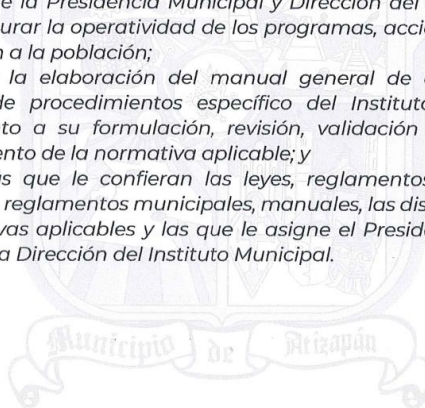 e la Presidencia Municipal y Dirección del
urar la operatividad de los programas, acci
n a la población;
la elaboración del manual general de
de procedimientos específico del Instituto
to a su formulación, revisión, validación
ento de la normativa aplicable; y
as que le confieran las leyes, reglamentos
reglamentos municipales, manuales, las dis
vas aplicables y las que le asigne el Presid
a Dirección del Instituto Municipal.
Municipio de Atizapán